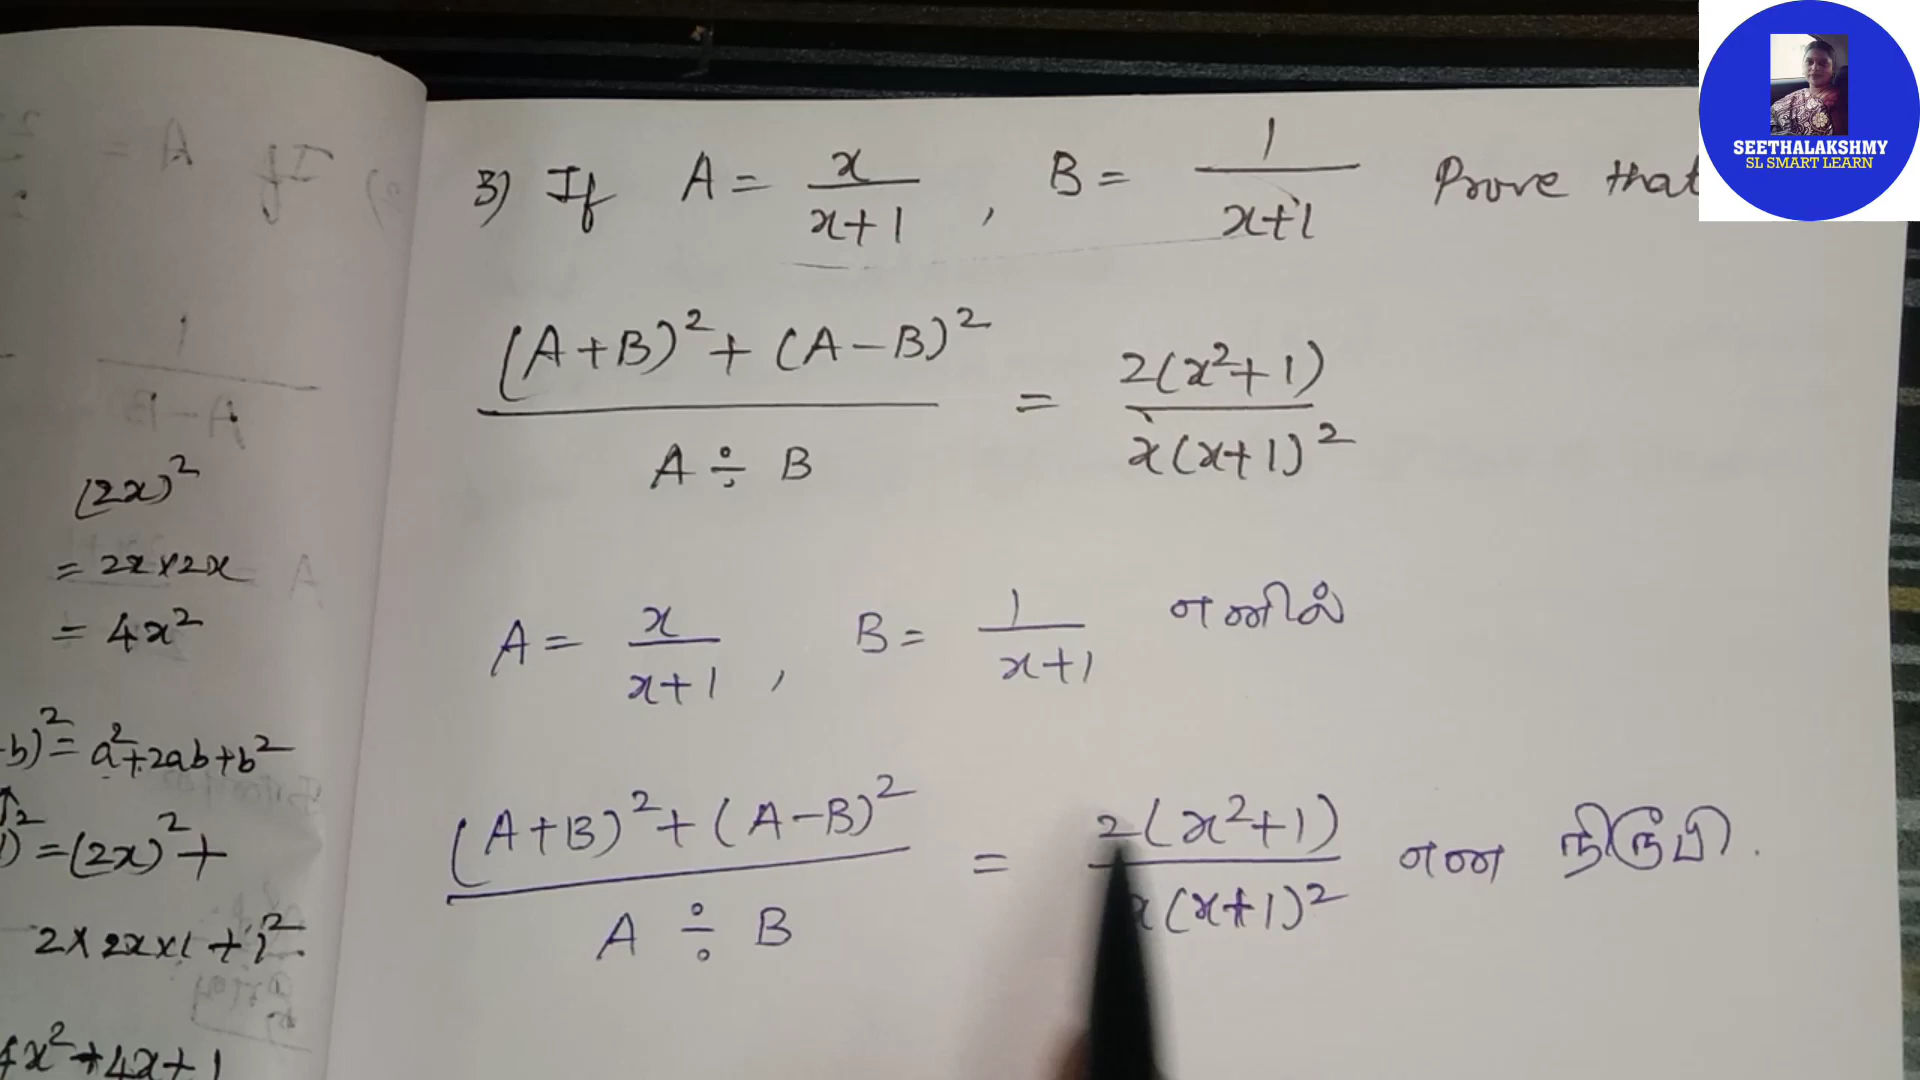 SEETHALAKSHMY
SL SMART LEARN
3) If A = x/(x+1) , B = 1/(x+1) Prove that
((A+B)² + (A-B)²)/(A ÷ B) = 2(x²+1)/(x(x+1)²)
A = x/(x+1) , B = 1/(x+1) எனில்
((A+B)² + (A-B)²)/(A ÷ B) = 2(x²+1)/(x(x+1)²) என நிரூபி.
(2x)²
= 2x×2x
= 4x²
b)² = a²+2ab+b²
)² = (2x)² +
2×2x×1 + 1²
4x²+4x+1